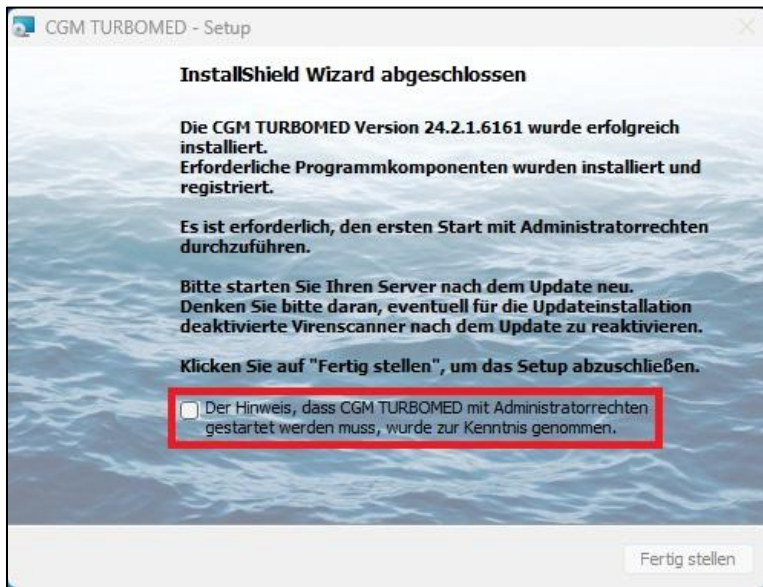 CGM TURBOMED - Setup
InstallShield Wizard abgeschlossen
Die CGM TURBOMED Version 24.2.1.6161 wurde erfolgreich
installiert.
Erforderliche Programmkomponenten wurden installiert und
registriert.
Es ist erforderlich, den ersten Start mit Administratorrechten
durchzuführen.
Bitte starten Sie Ihren Server nach dem Update neu.
Denken Sie bitte daran, eventuell für die Updateinstallation
deaktivierte Virenscanner nach dem Update zu reaktivieren.
Klicken Sie auf "Fertig stellen", um das Setup abzuschließen.
Der Hinweis, dass CGM TURBOMED mit Administratorrechten
gestartet werden muss, wurde zur Kenntnis genommen.
Fertig stellen